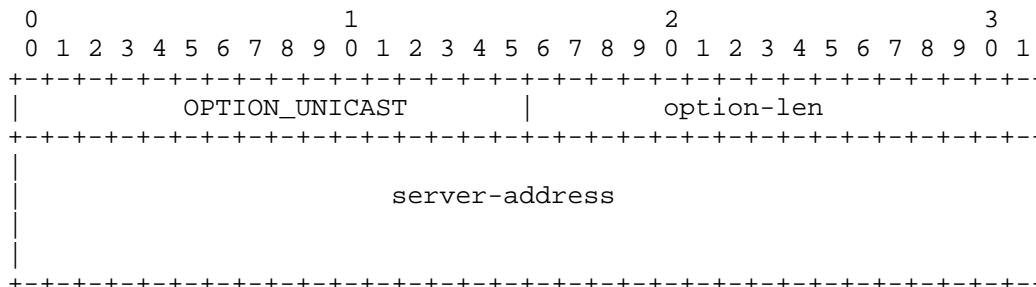 0                   1                   2                   3
 0 1 2 3 4 5 6 7 8 9 0 1 2 3 4 5 6 7 8 9 0 1 2 3 4 5 6 7 8 9 0 1
+-+-+-+-+-+-+-+-+-+-+-+-+-+-+-+-+-+-+-+-+-+-+-+-+-+-+-+-+-+-+-+-
|          OPTION_UNICAST       |        option-len
+-+-+-+-+-+-+-+-+-+-+-+-+-+-+-+-+-+-+-+-+-+-+-+-+-+-+-+-+-+-+-+-
|
|                       server-address
|
|
+-+-+-+-+-+-+-+-+-+-+-+-+-+-+-+-+-+-+-+-+-+-+-+-+-+-+-+-+-+-+-+-